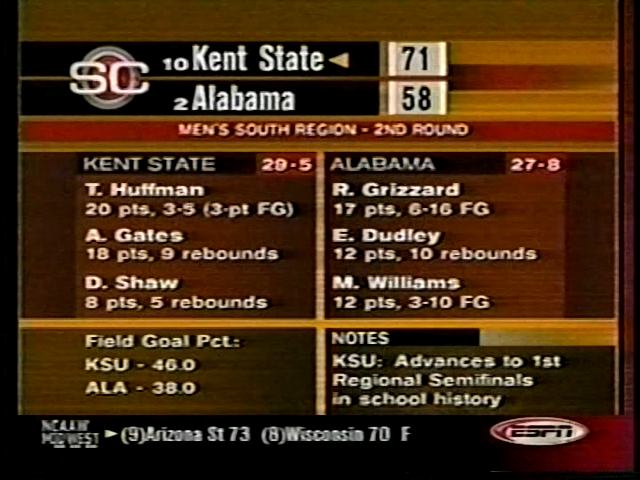 SC
10 Kent State 71
2 Alabama 58
MEN'S SOUTH REGION - 2ND ROUND
KENT STATE 29-5
T. Huffman
20 pts, 3-5 (3-pt FG)
A. Gates
18 pts, 9 rebounds
D. Shaw
8 pts, 5 rebounds
ALABAMA 27-8
R. Grizzard
17 pts, 6-16 FG
E. Dudley
12 pts, 10 rebounds
M. Williams
12 pts, 3-10 FG
Field Goal Pct.:
KSU - 46.0
ALA - 38.0
NOTES
KSU: Advances to 1st
Regional Semifinals
in school history
NCAAW
MIDWEST
(9)Arizona St 73 (8)Wisconsin 70 F
ESPN